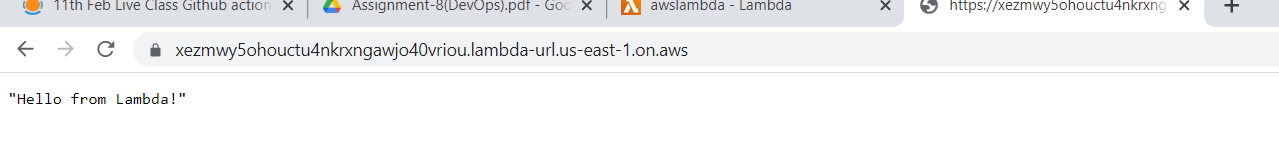 11th Feb Live Class Github action
Assignment-8(DevOps).pdf - Goo
awslambda - Lambda
https://xezmwy5ohouctu4nkrxng
xezmwy5ohouctu4nkrxngawjo40vriou.lambda-url.us-east-1.on.aws
"Hello from Lambda!"